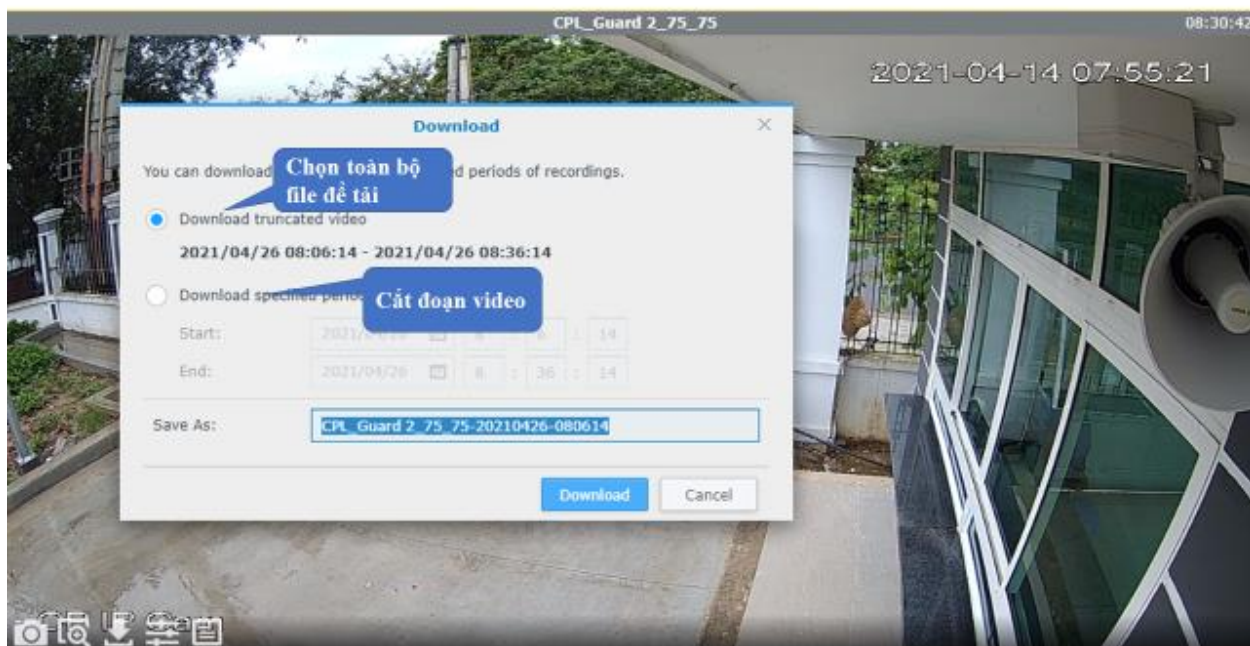 CPL_Guard 2_75_75
08:30:42
2021-04-14 07:55:21
Download
You can download
periods of recordings.
Chọn toàn bộ
file để tải
Download truncated video
2021/04/26 08:06:14 - 2021/04/26 08:36:14
Download specified
Cắt đoạn video
Start:
14
End:
2021/04/26 8 : 36 : 14
Save As:
CPL_Guard 2_75_75-20210426-080614
Download Cancel